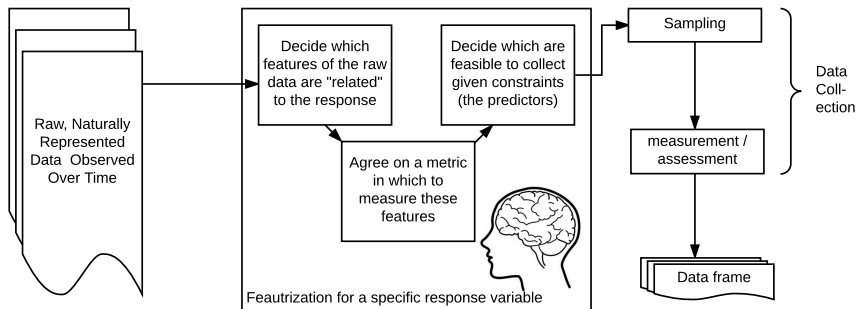 Raw, Naturally
Represented
Data Observed
Over Time
Decide which
features of the raw
data are "related"
to the response
Agree on a metric
in which to
measure these
features
Decide which are
feasible to collect
given constraints
(the predictors)
Feautrization for a specific response variable
Sampling
measurement /
assessment
Data frame
Data
Coll-
ection